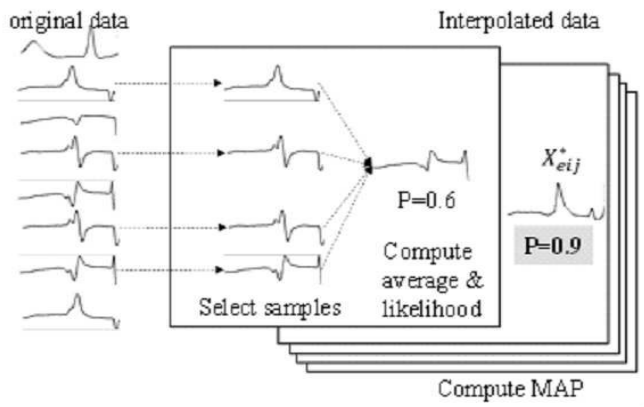 original data
Interpolated data
X*eij
P=0.6
P=0.9
Compute
average &
likelihood
Select samples
Compute MAP